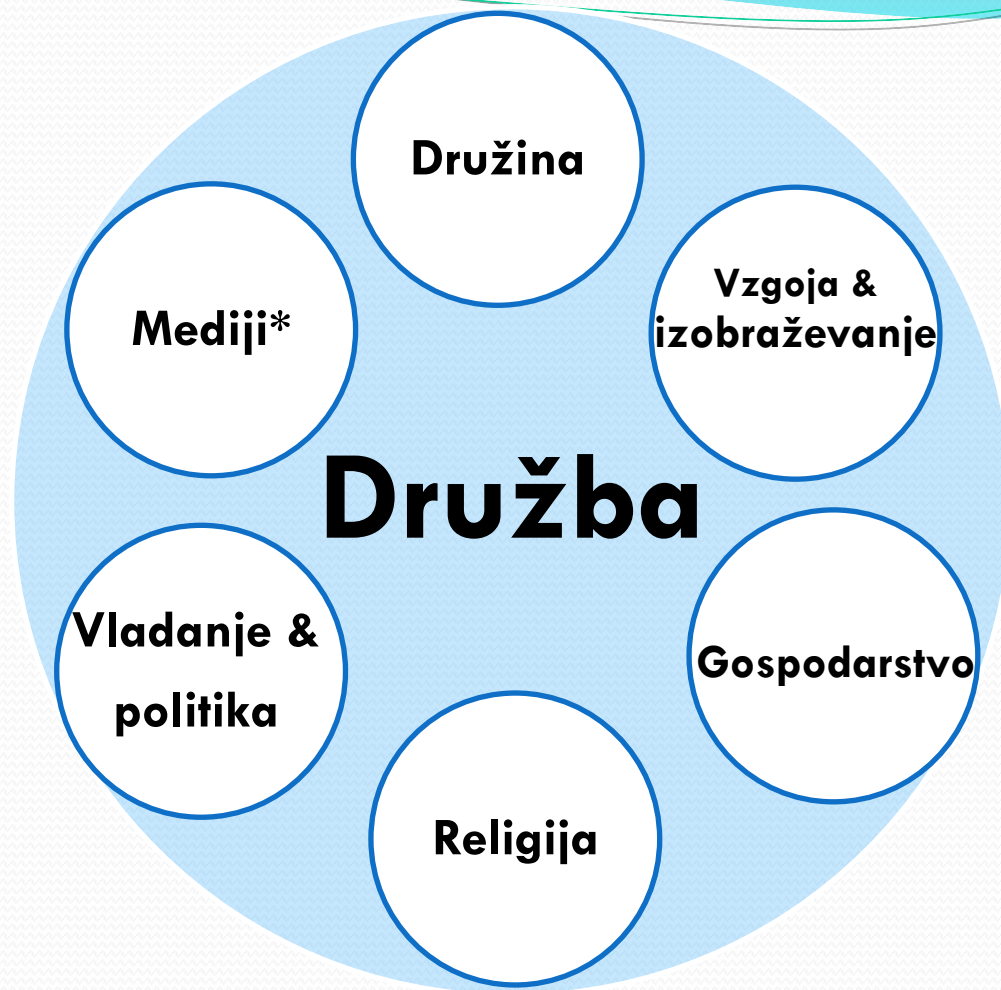 Družina
Mediji*
Vzgoja &
izobraževanje
Družba
Vladanje &
politika
Gospodarstvo
Religija